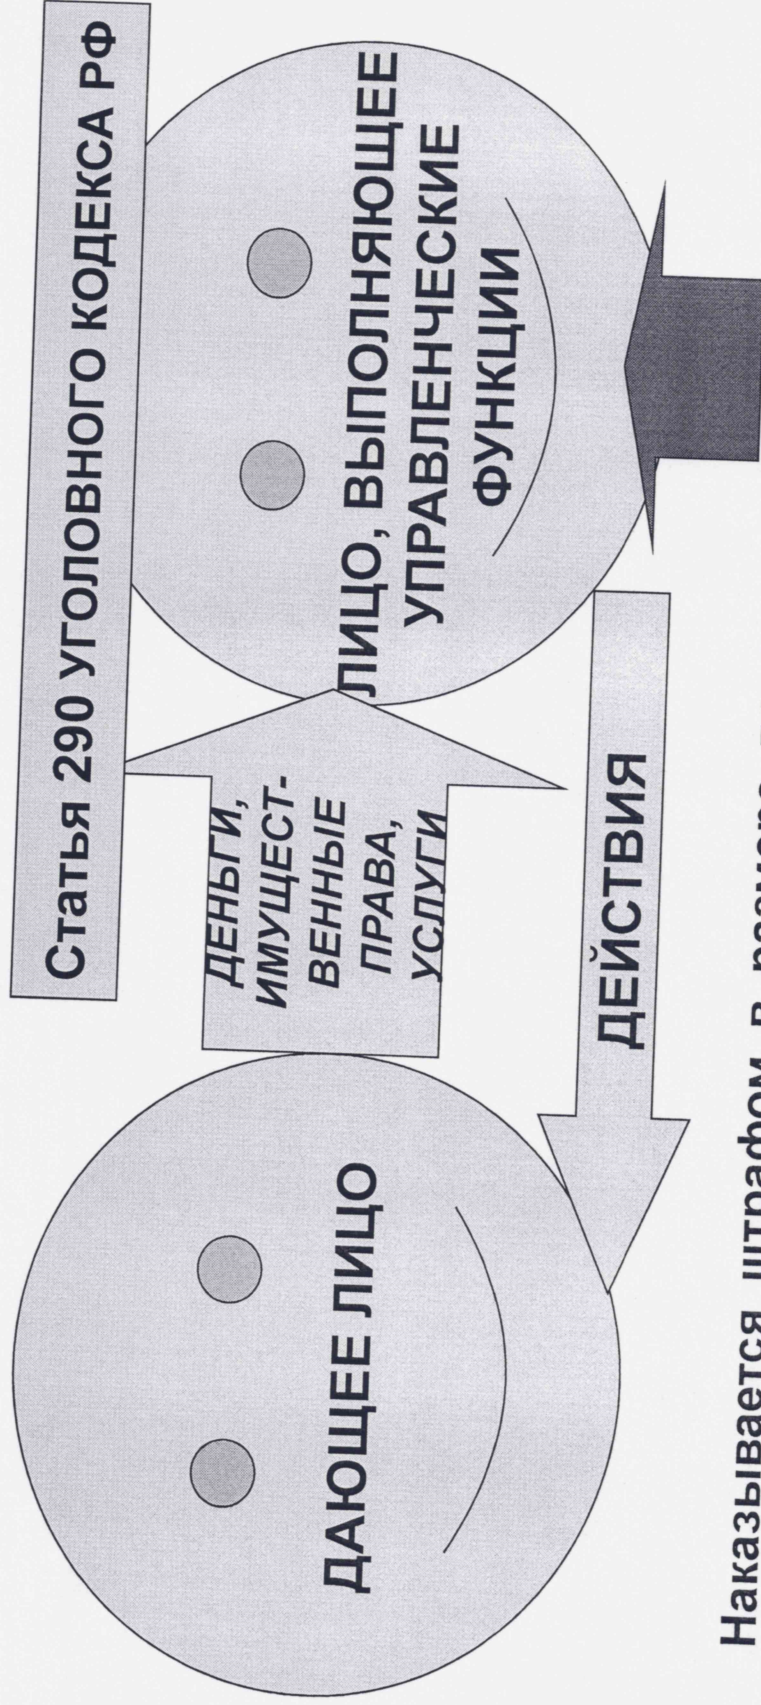 Статья 290 УГОЛОВНОГО КОДЕКСА РФ
ДАЮЩЕЕ ЛИЦО
ДЕНЬГИ,
ИМУЩЕСТ-
ВЕННЫЕ
ПРАВА,
УСЛУГИ
ЛИЦО, ВЫПОЛНЯЮЩЕЕ
УПРАВЛЕНЧЕСКИЕ
ФУНКЦИИ
ДЕЙСТВИЯ
Наказывается штрафом в размере